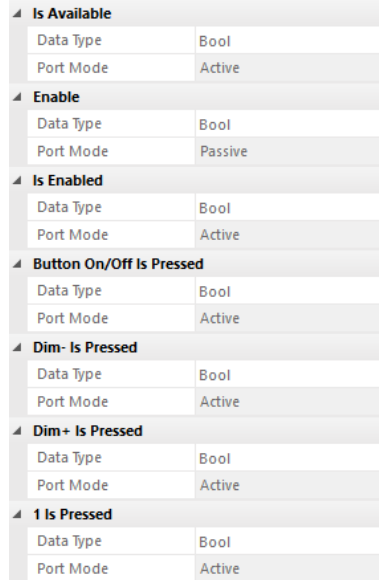 Is Available
Data Type Bool
Port Mode Active
Enable
Data Type Bool
Port Mode Passive
Is Enabled
Data Type Bool
Port Mode Active
Button On/Off Is Pressed
Data Type Bool
Port Mode Active
Dim- Is Pressed
Data Type Bool
Port Mode Active
Dim+ Is Pressed
Data Type Bool
Port Mode Active
1 Is Pressed
Data Type Bool
Port Mode Active